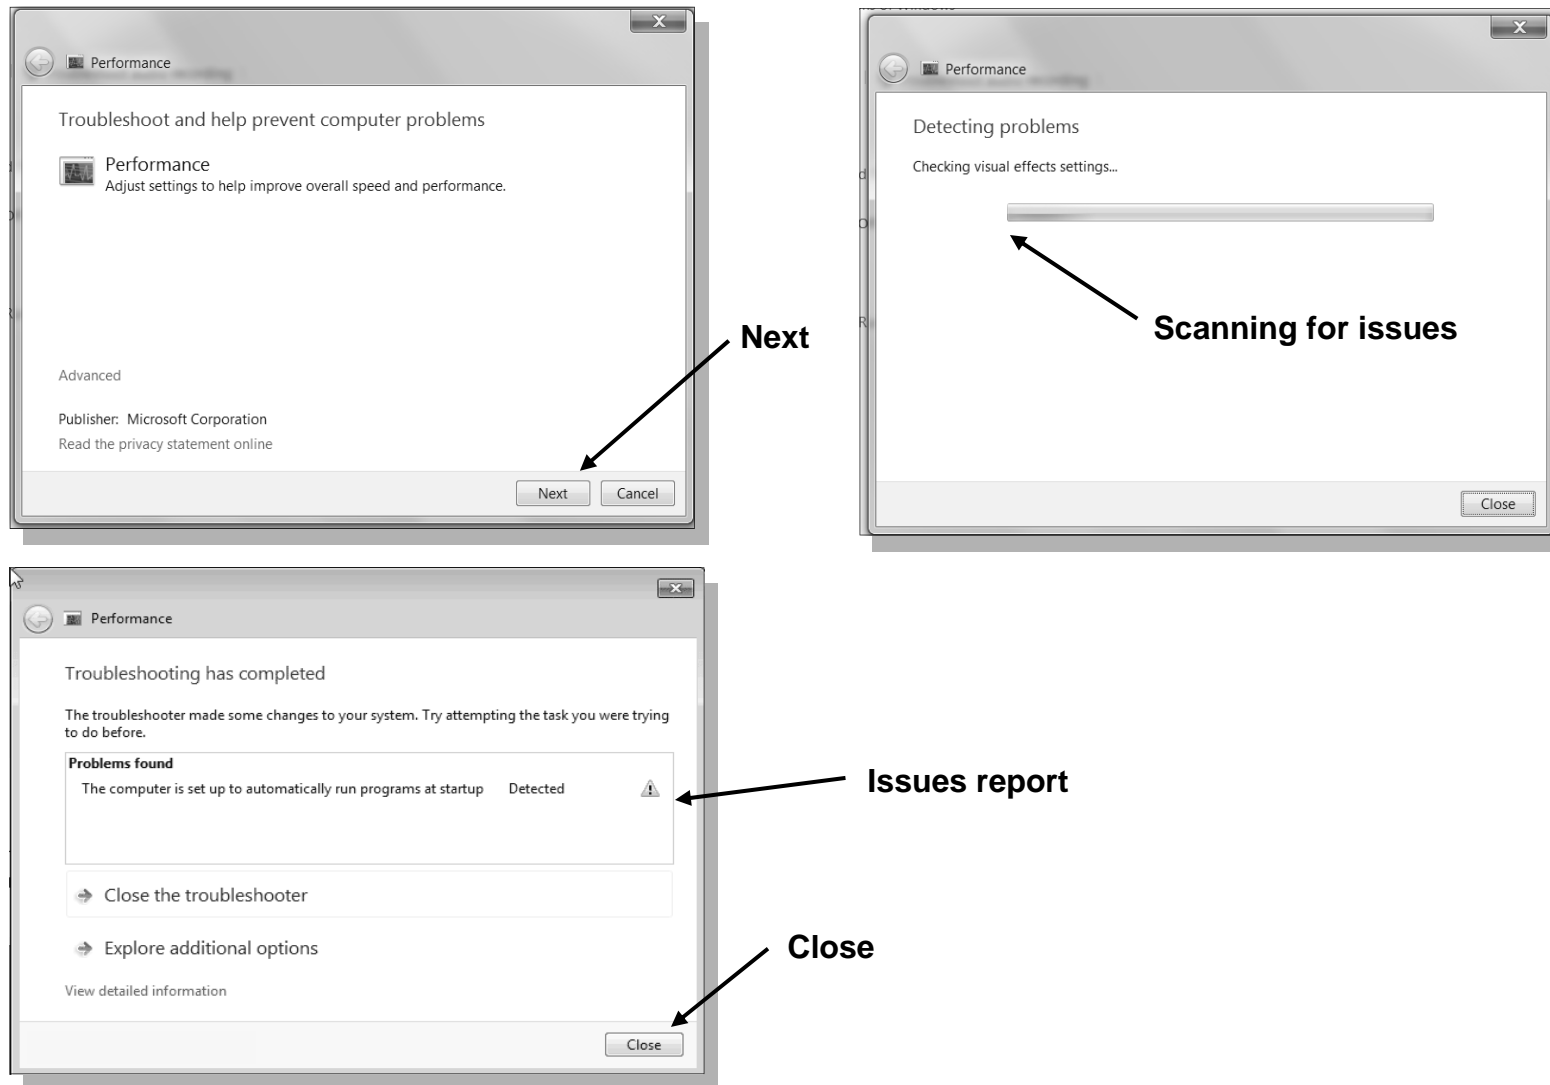 Performance
Troubleshoot and help prevent computer problems
Performance
Adjust settings to help improve overall speed and performance.
Next
Advanced
Publisher: Microsoft Corporation
Read the privacy statement online
Next
Cancel
Performance
Detecting problems
Checking visual effects settings...
Scanning for issues
Close
Performance
Troubleshooting has completed
The troubleshooter made some changes to your system. Try attempting the task you were trying
to do before.
Problems found
The computer is set up to automatically run programs at startup Detected
Issues report
Close the troubleshooter
Explore additional options
Close
View detailed information
Close